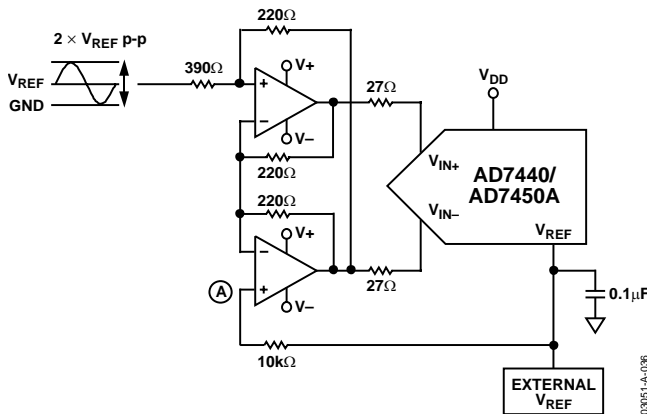 220Ω
2 × VREF p-p
390Ω
V+
27Ω
VDD
VREF
GND
V–
220Ω
VIN+
AD7440/
AD7450A
220Ω
VIN–
V+
VREF
A
V–
27Ω
0.1μF
10kΩ
EXTERNAL
VREF
03051-A-036